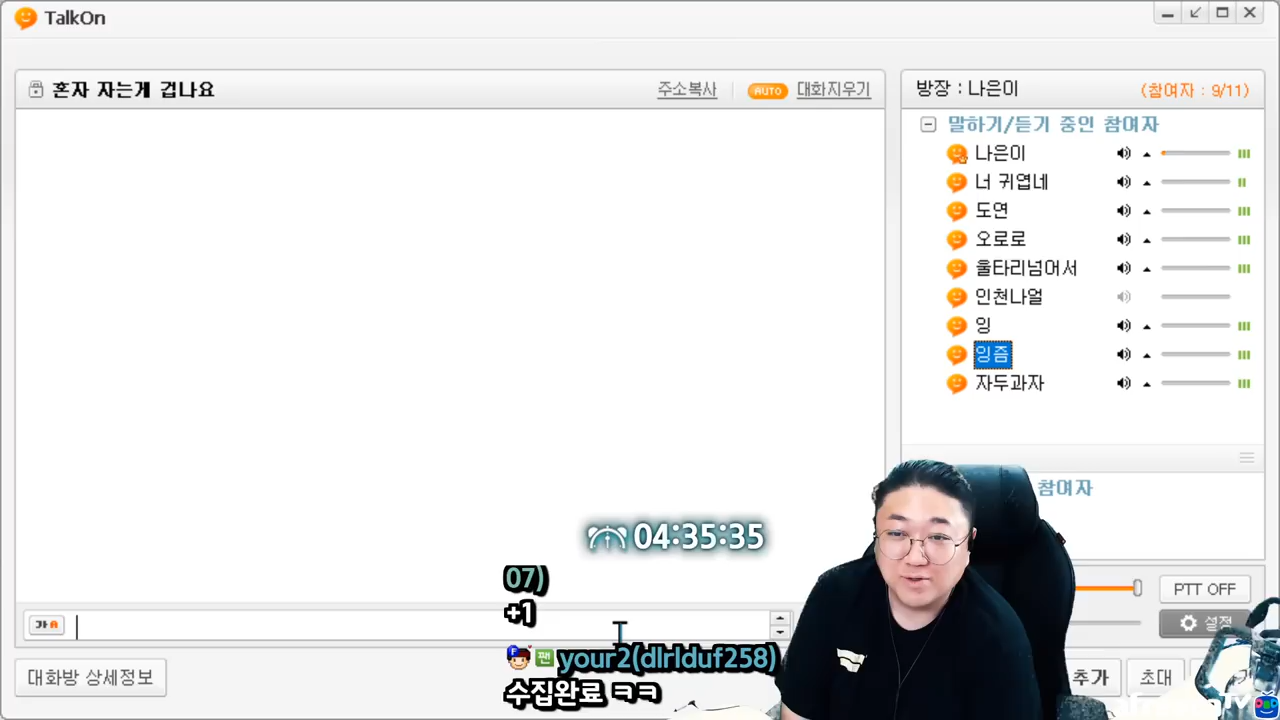 TalkOn
혼자 자는게 겁나요
주소복사
AUTO
대화지우기
방장 : 나은이
(참여자 : 9/11)
말하기/듣기 중인 참여자
나은이
너 귀엽네
도연
오로로
울타리넘어서
인천나얼
잉
잉즘
자두과자
참여자
04:35:35
07)
+1
PTT OFF
가A
설정
F 팬 your2(dlrlduf258)
수집완료 ㅋㅋ
대화방 상세정보
추가
초대